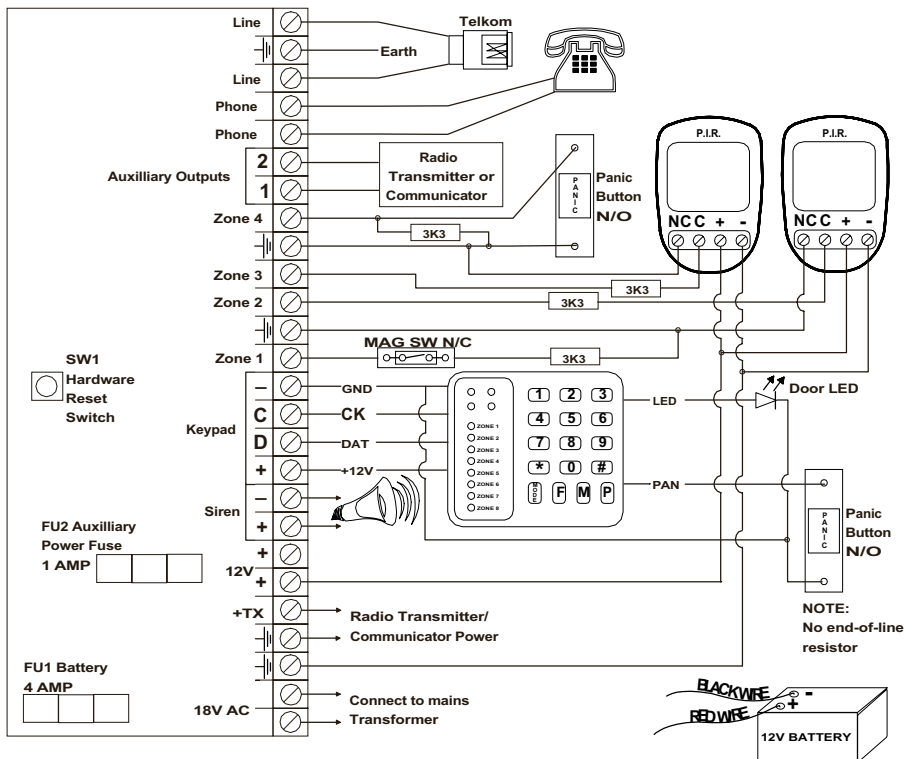 Line
Earth
Line
Phone
Phone
Telkom
2
1
Auxilliary Outputs
Radio
Transmitter or
Communicator
Zone 4
3K3
Zone 3
3K3
Zone 2
3K3
Zone 1
MAG SW N/C
3K3
PANIC
Panic
Button
N/O
P.I.R.
NC C + -
P.I.R.
NC C + -
SW1
Hardware
Reset
Switch
Keypad
–
C
D
+
GND
CK
DAT
+12V
ZONE 1
ZONE 2
ZONE 3
ZONE 4
ZONE 5
ZONE 6
ZONE 7
ZONE 8
1 2 3
4 5 6
7 8 9
* 0 #
MODE F M P
LED
Door LED
PAN
PANIC
Panic
Button
N/O
NOTE:
No end-of-line
resistor
Siren
–
+
FU2 Auxilliary
Power Fuse
1 AMP
+
12V
+
+TX
Radio Transmitter/
Communicator Power
FU1 Battery
4 AMP
18V AC
Connect to mains
Transformer
BLACK WIRE
RED WIRE
-
+
12V BATTERY